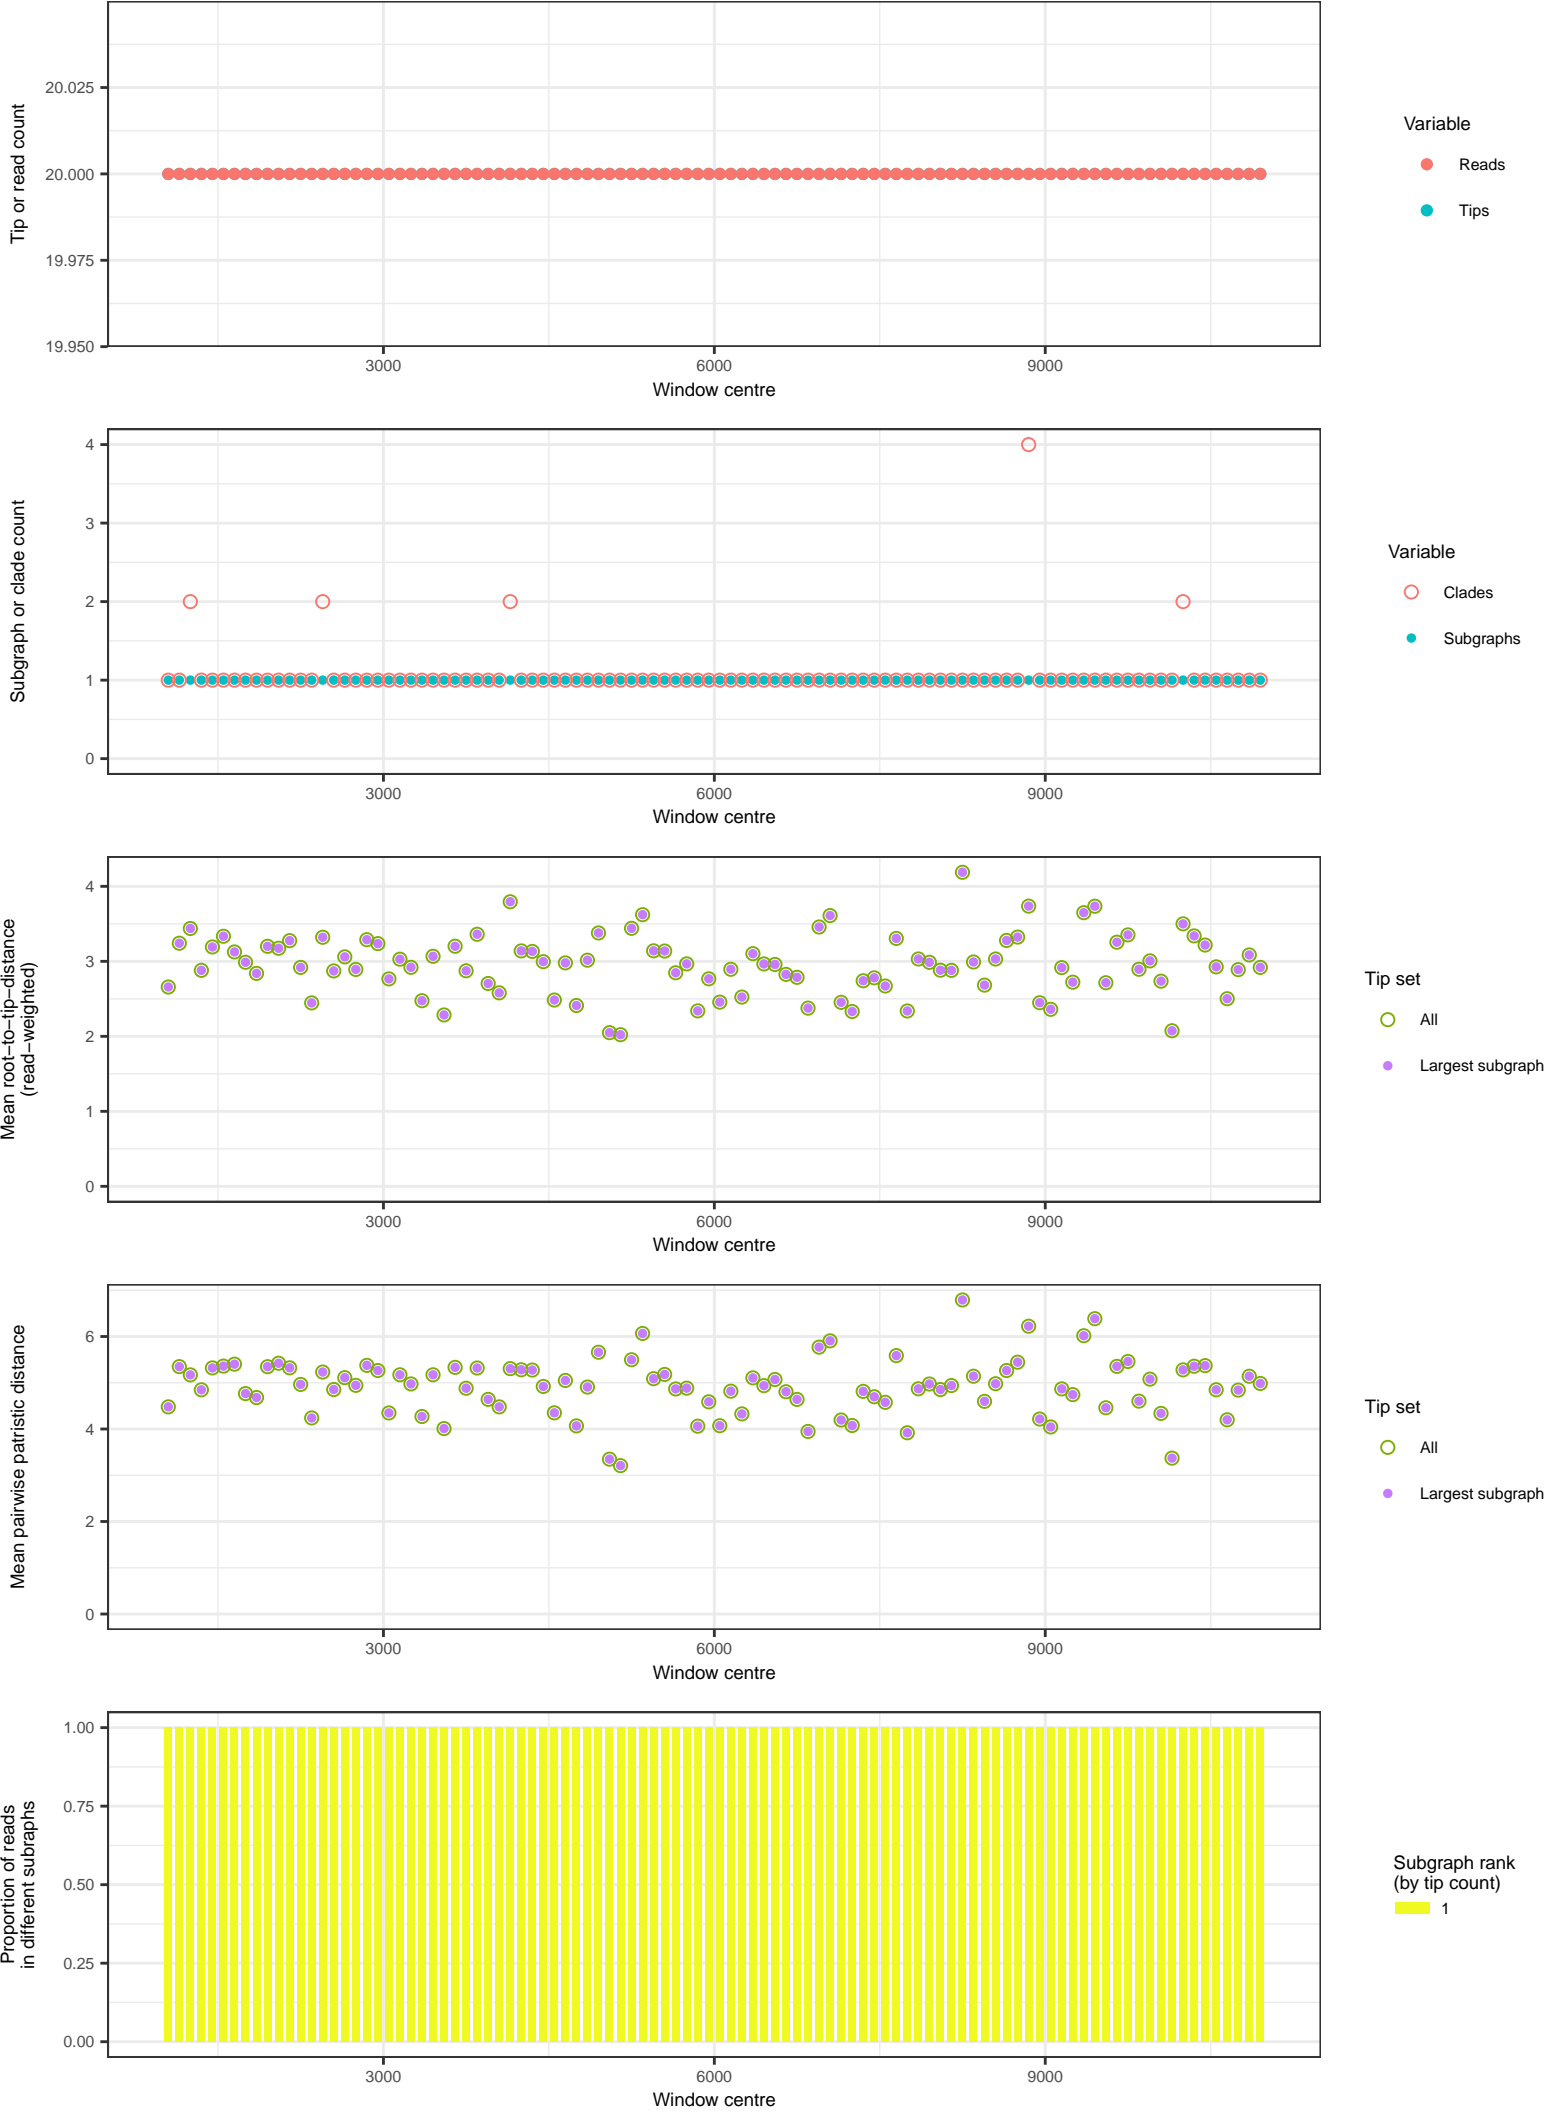 20.025
20.000
19.975
19.950
Tip or read count
3000 6000 9000
Window centre
Variable
Reads
Tips
4
3
2
1
0
Subgraph or clade count
3000 6000 9000
Window centre
Variable
Clades
Subgraphs
4
3
2
1
0
Mean root−to−tip−distance
(read−weighted)
3000 6000 9000
Window centre
Tip set
All
Largest subgraph
6
4
2
0
Mean pairwise patristic distance
3000 6000 9000
Window centre
Tip set
All
Largest subgraph
1.00
0.75
0.50
0.25
0.00
Proportion of reads
in different subraphs
3000 6000 9000
Window centre
Subgraph rank
(by tip count)
1